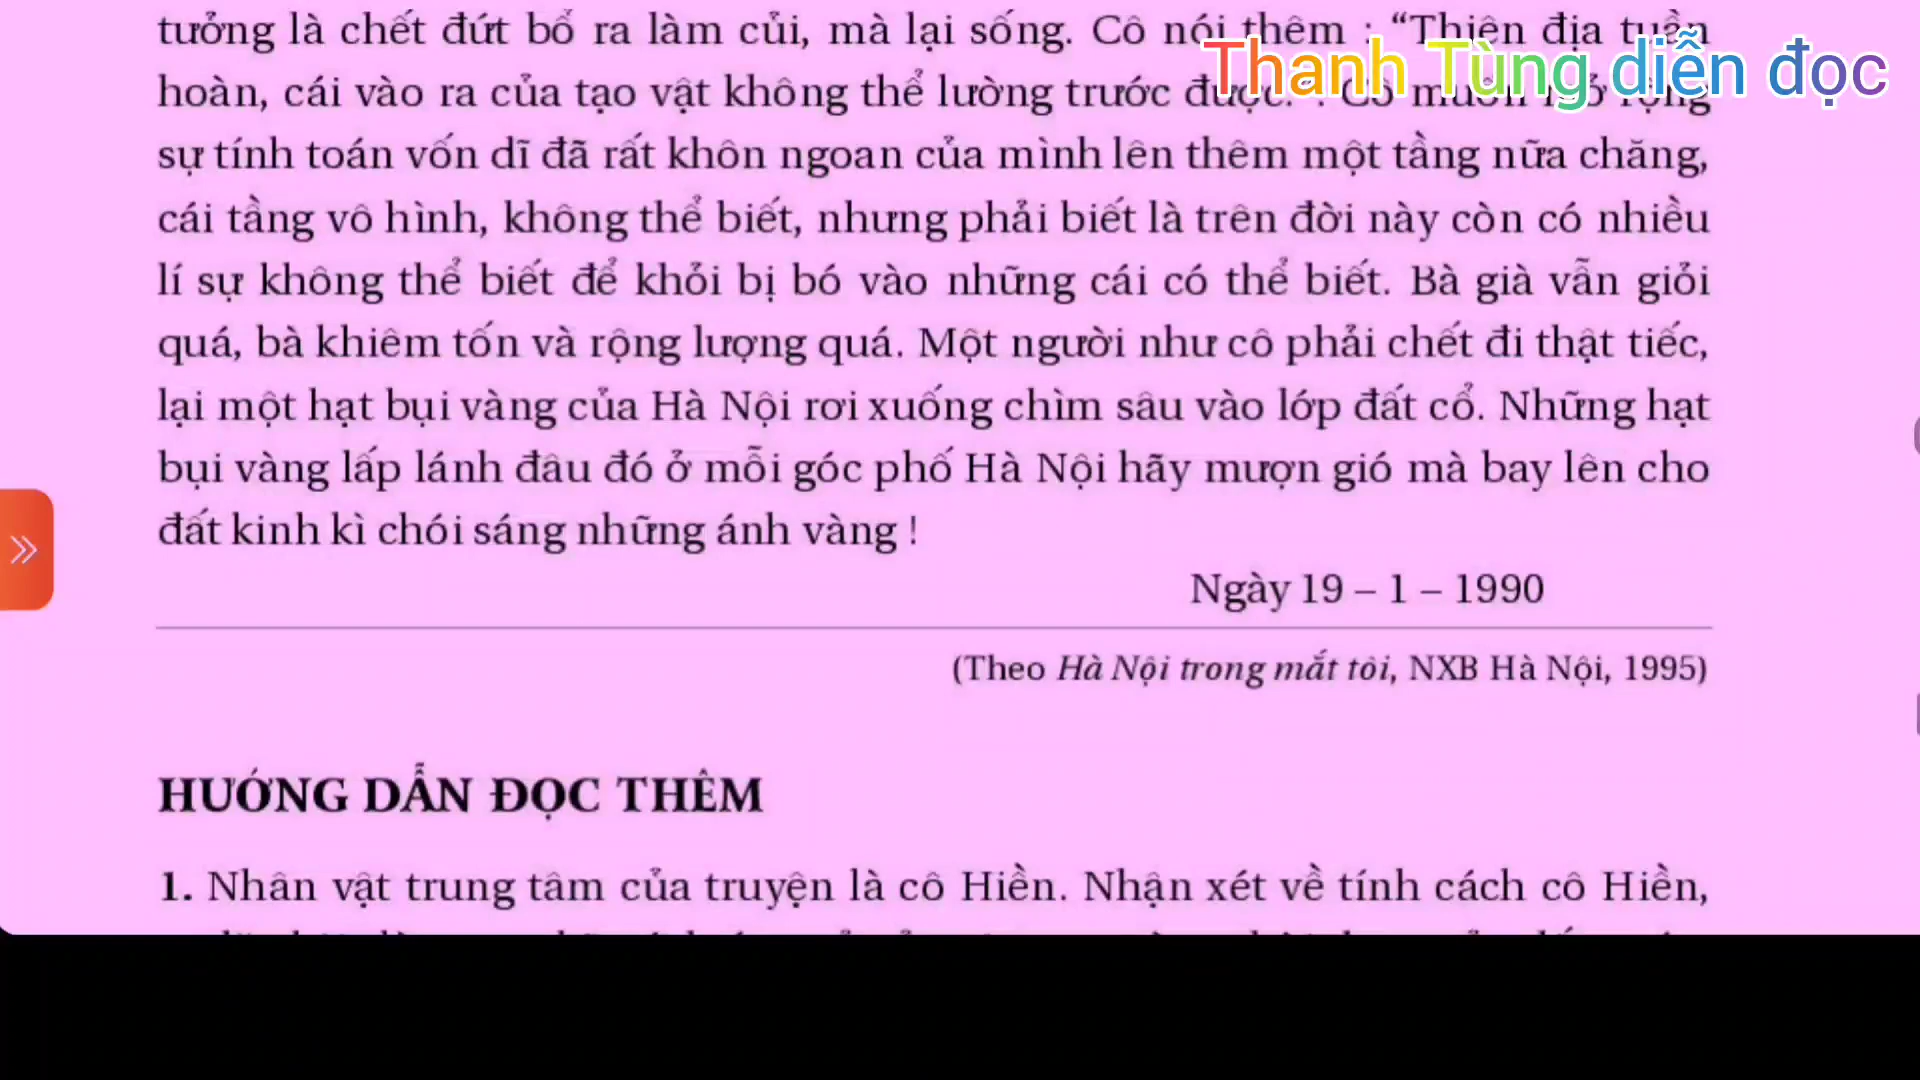 tưởng là chết đứt bổ ra làm củi, mà lại sống. Cô nói thêm : “Thiên địa tuần
Thanh Tùng diễn đọc
hoàn, cái vào ra của tạo vật không thể lường trước được.”. Cô muốn mở rộng
sự tính toán vốn dĩ đã rất khôn ngoan của mình lên thêm một tầng nữa chăng,
cái tầng vô hình, không thể biết, nhưng phải biết là trên đời này còn có nhiều
lí sự không thể biết để khỏi bị bó vào những cái có thể biết. Bà già vẫn giỏi
quá, bà khiêm tốn và rộng lượng quá. Một người như cô phải chết đi thật tiếc,
lại một hạt bụi vàng của Hà Nội rơi xuống chìm sâu vào lớp đất cổ. Những hạt
bụi vàng lấp lánh đâu đó ở mỗi góc phố Hà Nội hãy mượn gió mà bay lên cho
đất kinh kì chói sáng những ánh vàng !
Ngày 19 – 1 – 1990
(Theo Hà Nội trong mắt tôi, NXB Hà Nội, 1995)
HƯỚNG DẪN ĐỌC THÊM
1. Nhân vật trung tâm của truyện là cô Hiền. Nhận xét về tính cách cô Hiền,